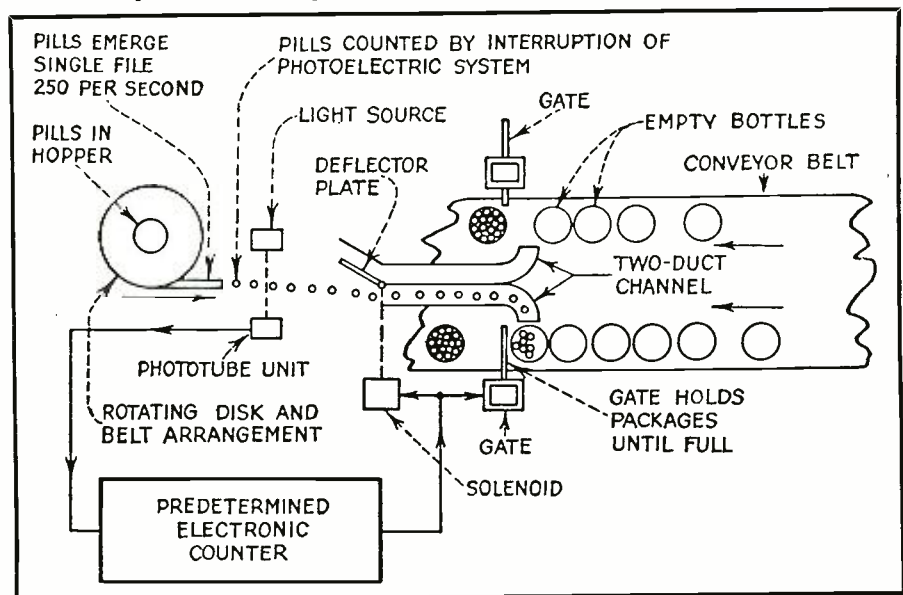 PILLS EMERGE
SINGLE FILE
250 PER SECOND
PILLS COUNTED BY INTERRUPTION OF
PHOTOELECTRIC SYSTEM
GATE
LIGHT SOURCE
EMPTY BOTTLES
PILLS IN
HOPPER
DEFLECTOR
PLATE
CONVEYOR BELT
TWO-DUCT
CHANNEL
PHOTOTUBE UNIT
ROTATING DISK AND
BELT ARRANGEMENT
GATE HOLDS
PACKAGES
UNTIL FULL
GATE
SOLENOID
PREDETERMINED
ELECTRONIC
COUNTER